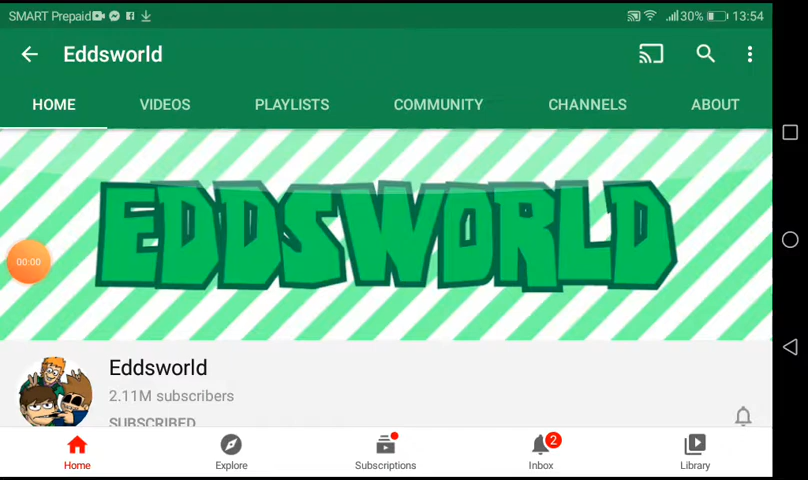 SMART Prepaid 30% 13:54
Eddsworld
HOME VIDEOS PLAYLISTS COMMUNITY CHANNELS ABOUT
EDDSWORLD
00:00
Eddsworld
2.11M subscribers
SUBSCRIBED
2
Home Explore Subscriptions Inbox Library